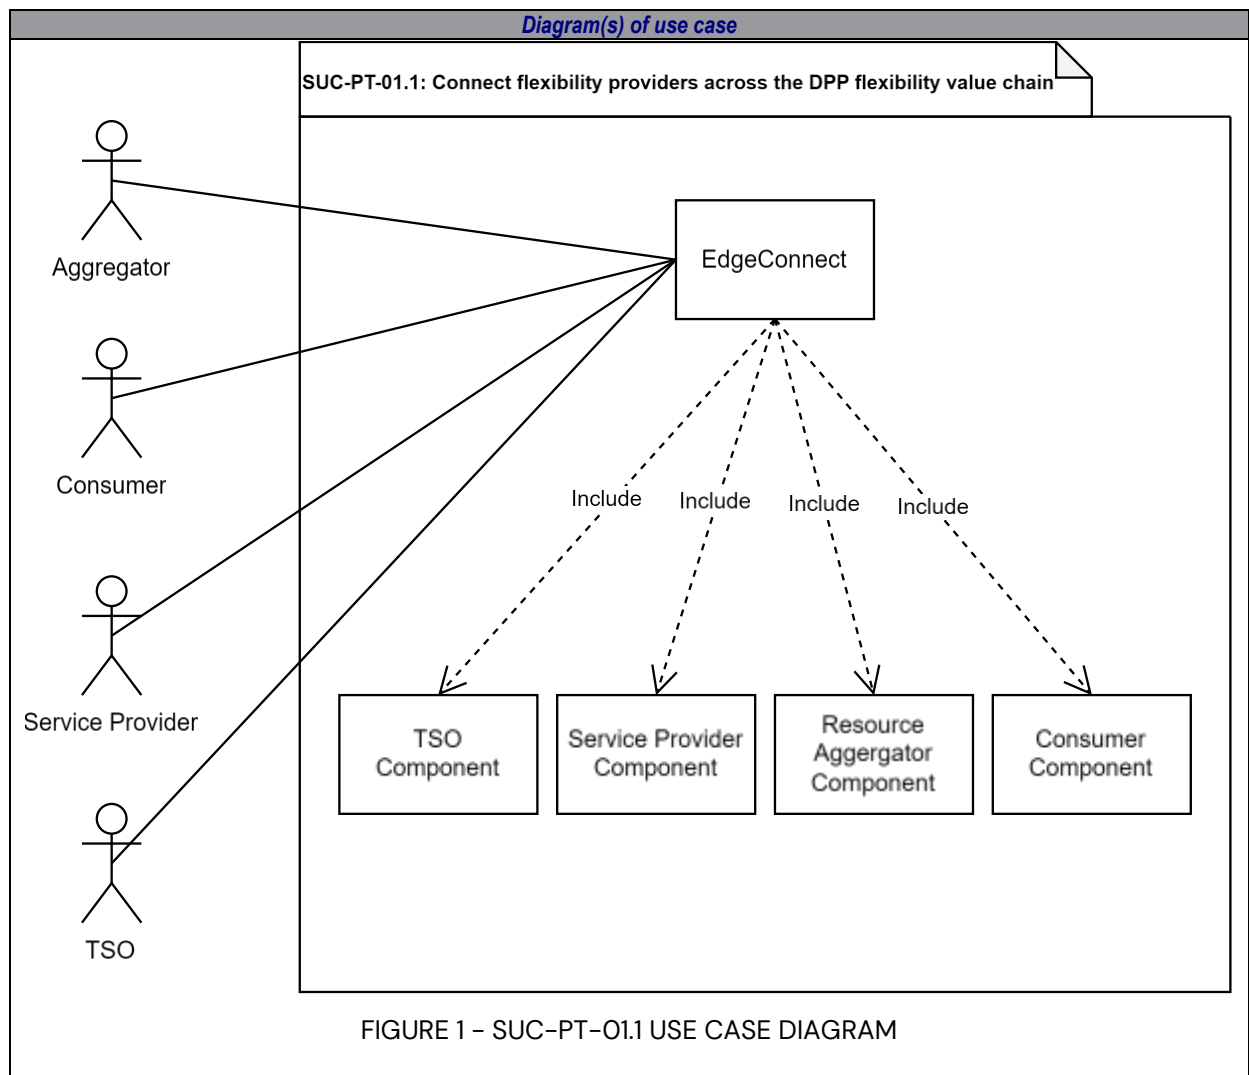 Diagram(s) of use case
SUC-PT-01.1: Connect flexibility providers across the DPP flexibility value chain
Aggregator
Consumer
Service Provider
TSO
EdgeConnect
Include
Include
Include
Include
TSO
Component
Service Provider
Component
Resource
Aggergator
Component
Consumer
Component
FIGURE 1 - SUC-PT-01.1 USE CASE DIAGRAM